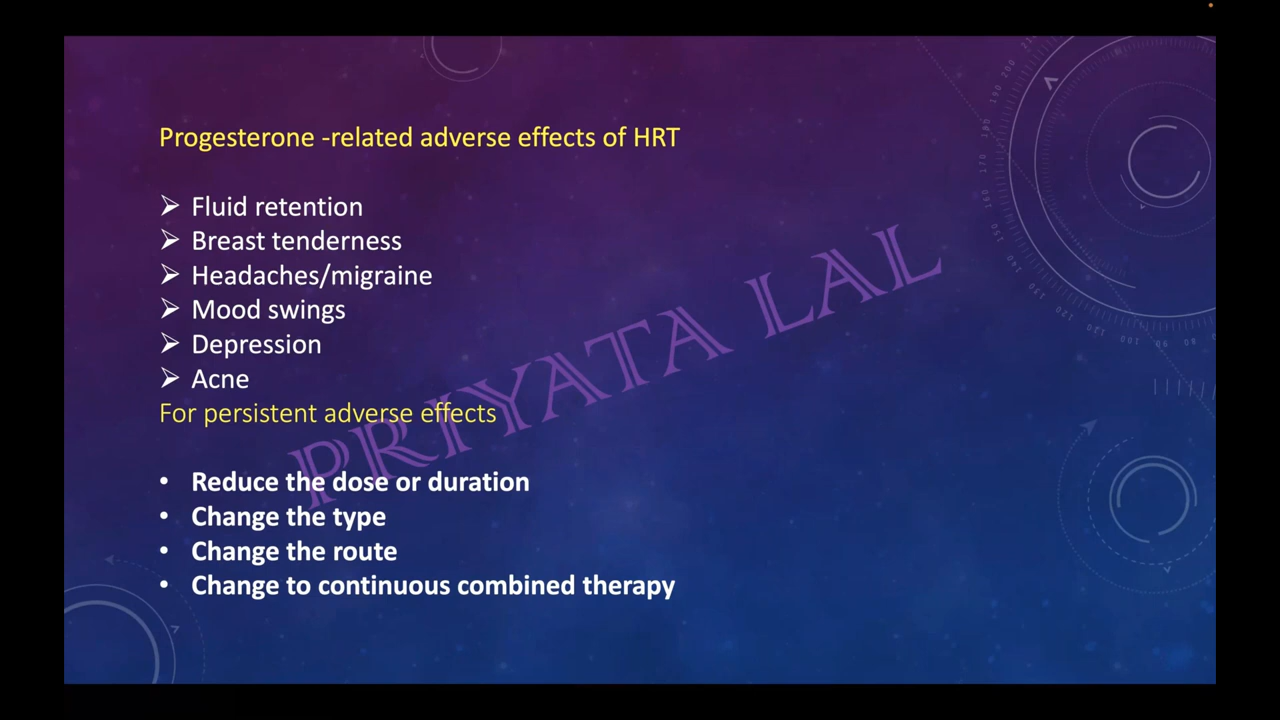 Progesterone -related adverse effects of HRT
➢ Fluid retention
➢ Breast tenderness
➢ Headaches/migraine
➢ Mood swings
➢ Depression
➢ Acne
For persistent adverse effects
• Reduce the dose or duration
• Change the type
• Change the route
• Change to continuous combined therapy
PRIYATA LAL